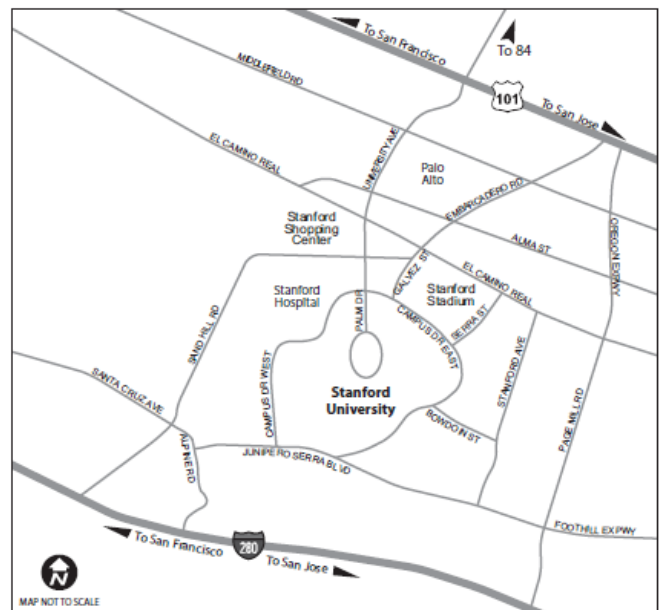 To San Francisco
To 84
MIDDLEFIELD RD
101
To San Jose
EL CAMINO REAL
UNIVERSITY AVE
Palo
Alto
EMBARCADERO RD
Stanford
Shopping
Center
ALMA ST
OREGON EXPWY
GALVEZ ST
EL CAMINO REAL
Stanford
Hospital
Stanford
Stadium
PALM DR
SAND HILL RD
CAMPUS DR EAST
SERRA ST
STANFORD AVE
SANTA CRUZ AVE
CAMPUS DR WEST
Stanford
University
BOWDOIN ST
PAGE MILL RD
ALPINE RD
JUNIPERO SERRA BLVD
FOOTHILL EXPWY
To San Francisco
280
To San Jose
N
MAP NOT TO SCALE